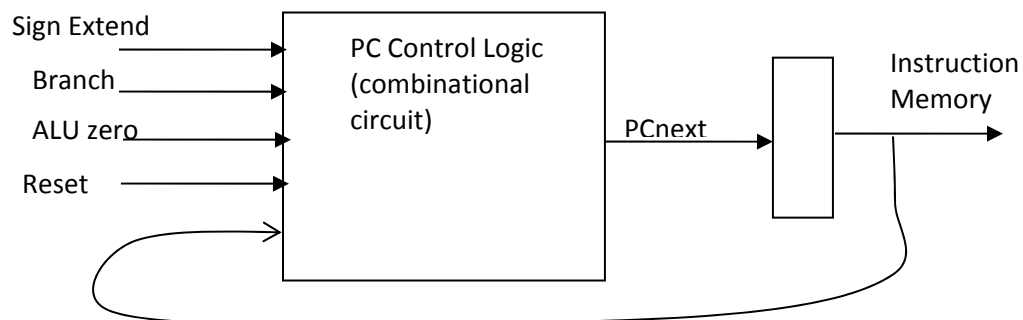 Sign Extend
Branch
ALU zero
Reset
PC Control Logic
(combinational
circuit)
PCnext
Instruction
Memory